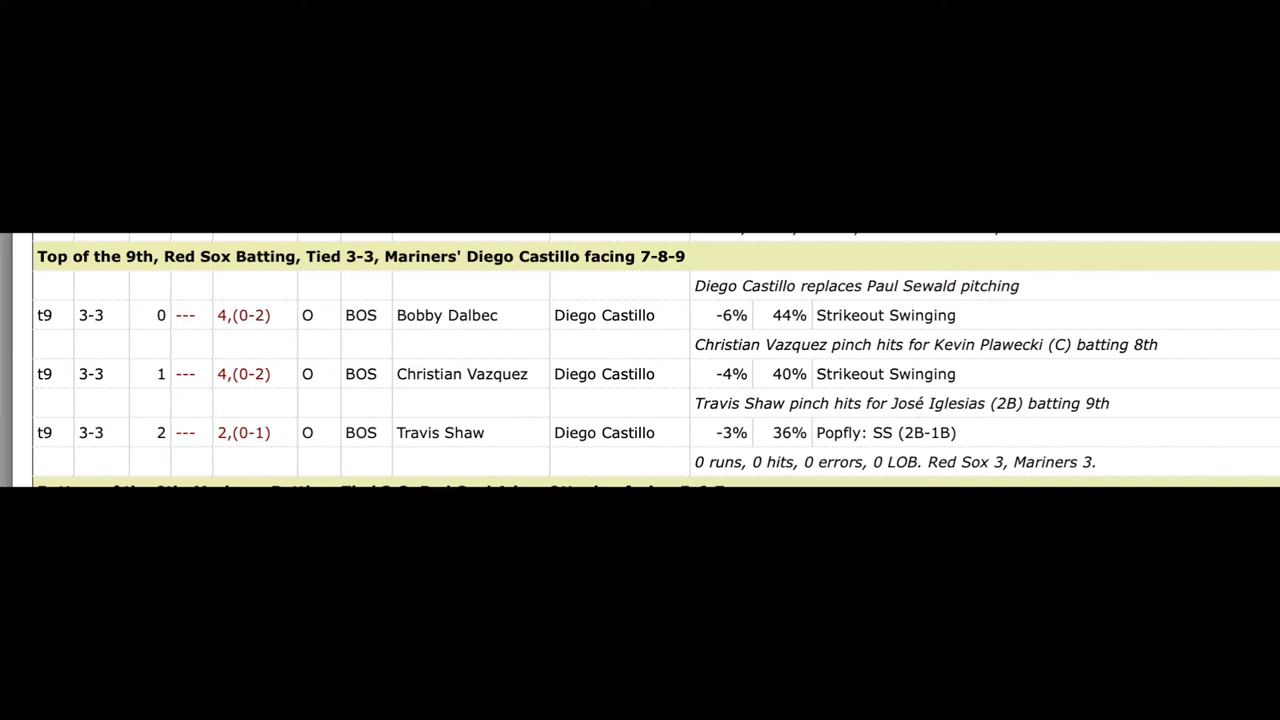 Top of the 9th, Red Sox Batting, Tied 3-3, Mariners' Diego Castillo facing 7-8-9
Diego Castillo replaces Paul Sewald pitching
t9 3-3 0 --- 4,(0-2) O BOS Bobby Dalbec Diego Castillo -6% 44% Strikeout Swinging
Christian Vazquez pinch hits for Kevin Plawecki (C) batting 8th
t9 3-3 1 --- 4,(0-2) O BOS Christian Vazquez Diego Castillo -4% 40% Strikeout Swinging
Travis Shaw pinch hits for José Iglesias (2B) batting 9th
t9 3-3 2 --- 2,(0-1) O BOS Travis Shaw Diego Castillo -3% 36% Popfly: SS (2B-1B)
0 runs, 0 hits, 0 errors, 0 LOB. Red Sox 3, Mariners 3.